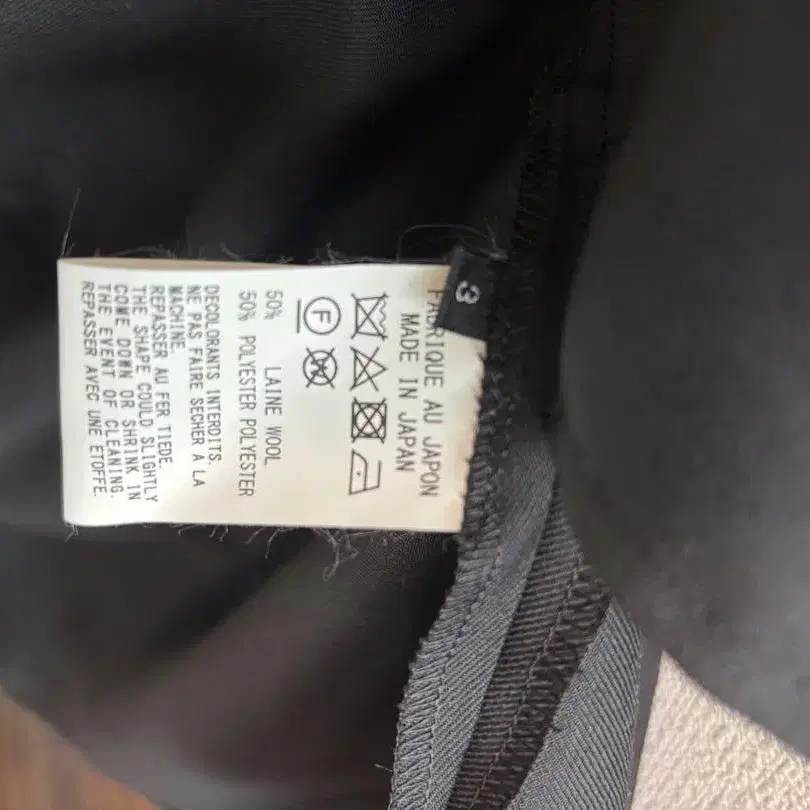 3
FABRIQUE AU JAPON
MADE IN JAPAN
F W
50% LAINE WOOL
50% POLYESTER POLYESTER
DECOLORANTS INTERDITS.
NE PAS FAIRE SECHER A LA
MACHINE.
REPASSER AU FER TIEDE.
THE SHAPE COULD SLIGHTLY
COME DOWN OR SHRINK IN
THE EVENT OF CLEANING.
REPASSER AVEC UNE ETOFFE.